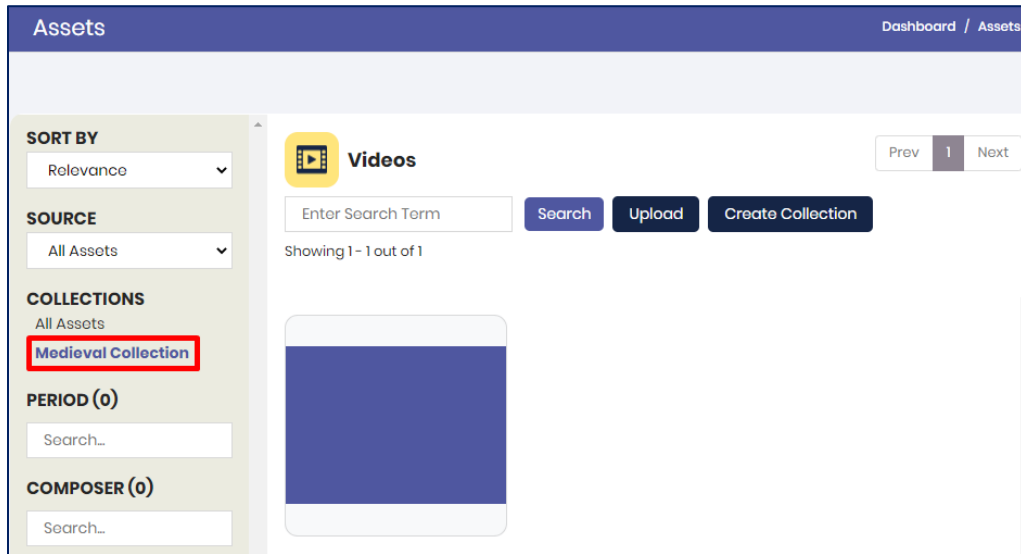 Assets
Dashboard / Assets
SORT BY
Relevance
SOURCE
All Assets
COLLECTIONS
All Assets
Medieval Collection
PERIOD (0)
Search...
COMPOSER (0)
Search...
Videos
Prev 1 Next
Enter Search Term Search Upload Create Collection
Showing 1 - 1 out of 1